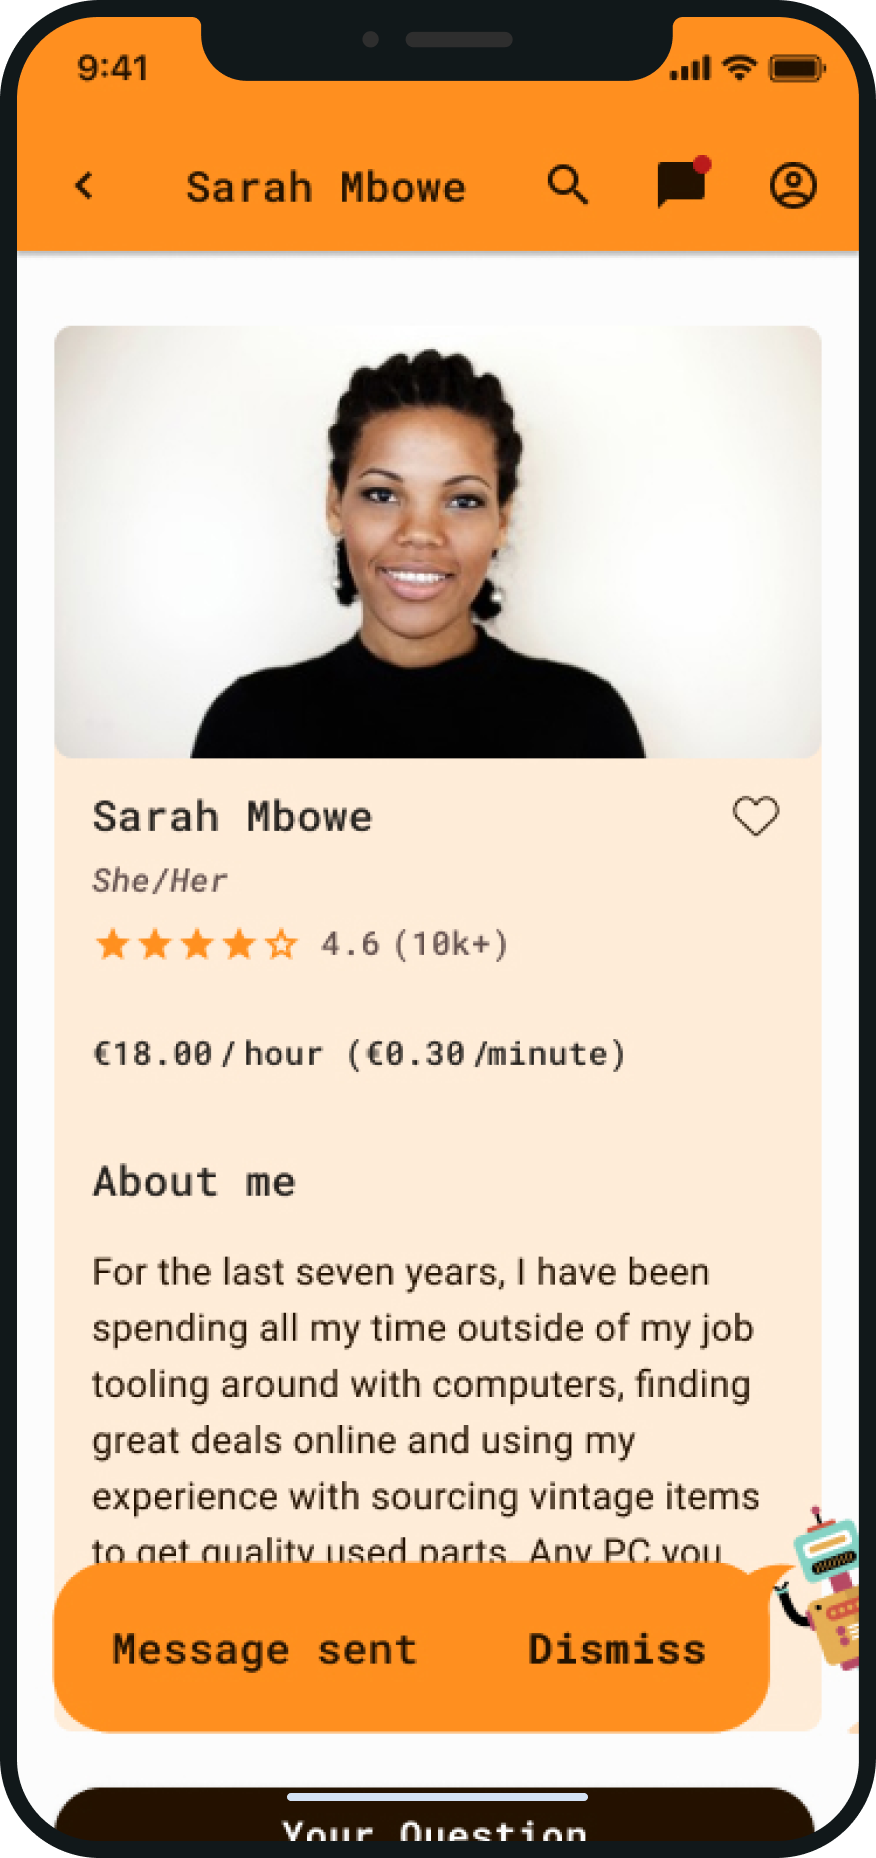 9:41
Sarah Mbowe
Sarah Mbowe
She/Her
4.6 (10k+)
€18.00/hour (€0.30/minute)
About me
For the last seven years, I have been
spending all my time outside of my job
tooling around with computers, finding
great deals online and using my
experience with sourcing vintage items
to get quality used parts. Any PC you
Message sent
Dismiss
Your Question